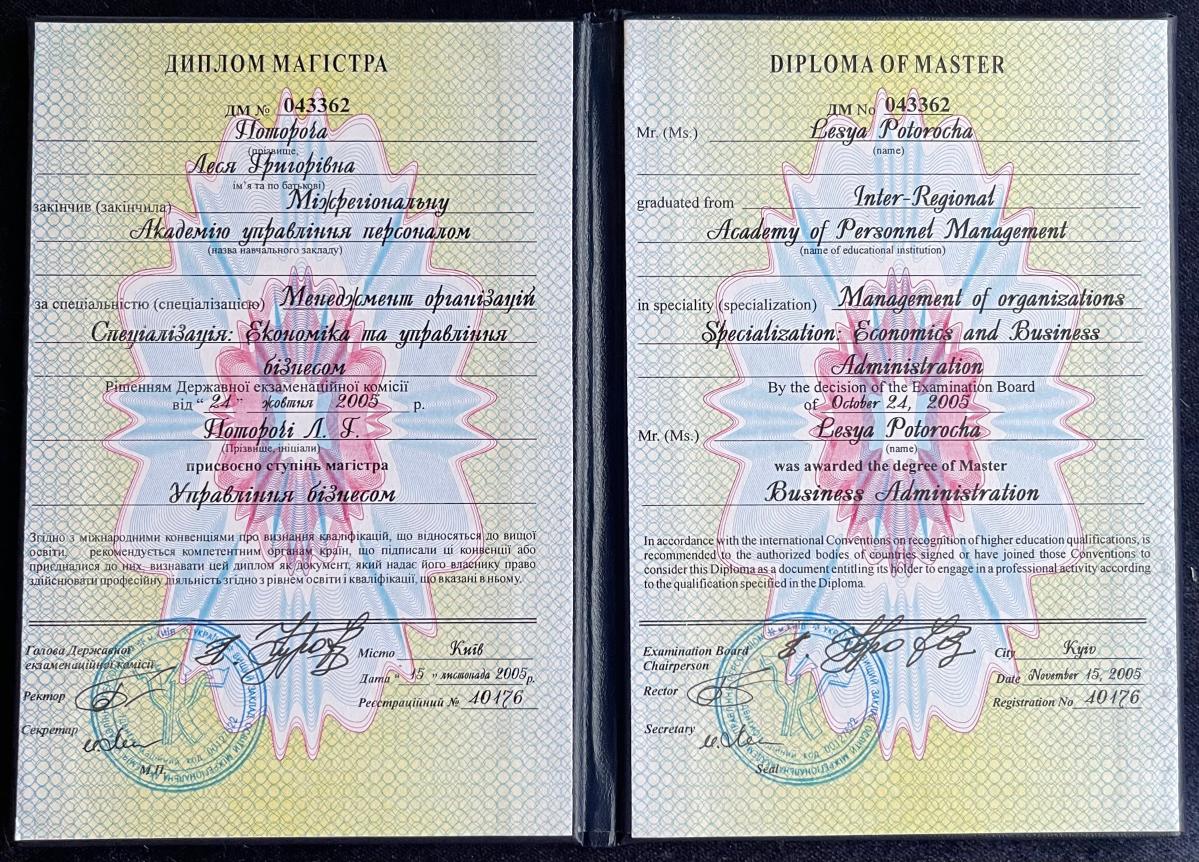 ДИПЛОМ МАГІСТРА
ДМ № 043362
Потороча
(прізвище,
Леся Григорівна
ім'я та по батькові)
закінчив (закінчила) Міжрегіональну
Академію управління персоналом
(назва навчального закладу)
за спеціальністю (спеціалізацією) Менеджмент організацій
Спеціалізація: Економіка та управління
бізнесом
Рішенням Державної екзаменаційної комісії
від “ 24 ” жовтня 2005 р.
Поторочі Л. Г.
(Прізвище, ініціали)
присвоєно ступінь магістра
Управління бізнесом
Згідно з міжнародними конвенціями про визнання кваліфікацій, що відносяться до вищої
освіти, рекомендується компетентним органам країн, що підписали ці конвенції або
приєдналися до них, визнавати цей диплом як документ, який надає його власнику право
здійснювати професійну діяльність згідно з рівнем освіти і кваліфікації, що вказані в ньому.
Голова Державної
екзаменаційної комісії
Місто Київ
Дата “ 15 ” листопада 2005 р.
Ректор
Реєстраційний № 40176
Секретар
М.П.
DIPLOMA OF MASTER
ДМ No 043362
Mr. (Ms.) Lesya Potorocha
(name)
graduated from Inter-Regional
Academy of Personnel Management
(name of educational institution)
in speciality (specialization) Management of organizations
Specialization: Economics and Business
Administration
By the decision of the Examination Board
of October 24, 2005
Mr. (Ms.) Lesya Potorocha
(name)
was awarded the degree of Master
Business Administration
In accordance with the international Conventions on recognition of higher education qualifications, is
recommended to the authorized bodies of countries signed or have joined those Conventions to
consider this Diploma as a document entitling its holder to engage in a professional activity according
to the qualification specified in the Diploma.
Examination Board
Chairperson
City Kyiv
Date November 15, 2005
Rector
Registration No 40176
Secretary
Seal